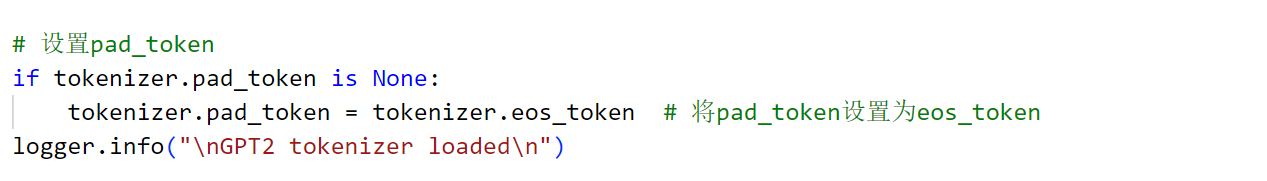 # 设置pad_token
if tokenizer.pad_token is None:
    tokenizer.pad_token = tokenizer.eos_token  # 将pad_token设置为eos_token
logger.info("\nGPT2 tokenizer loaded\n")